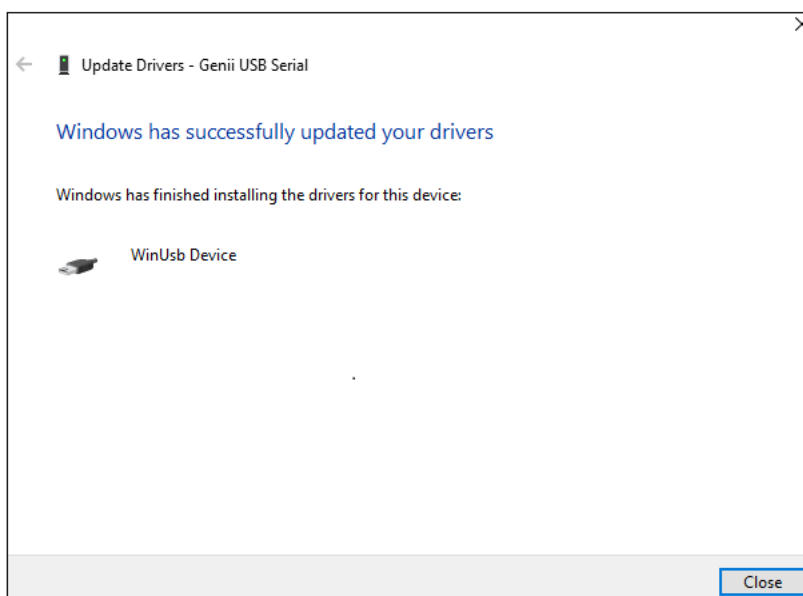 Update Drivers - Genii USB Serial
Windows has successfully updated your drivers
Windows has finished installing the drivers for this device:
WinUsb Device
Close